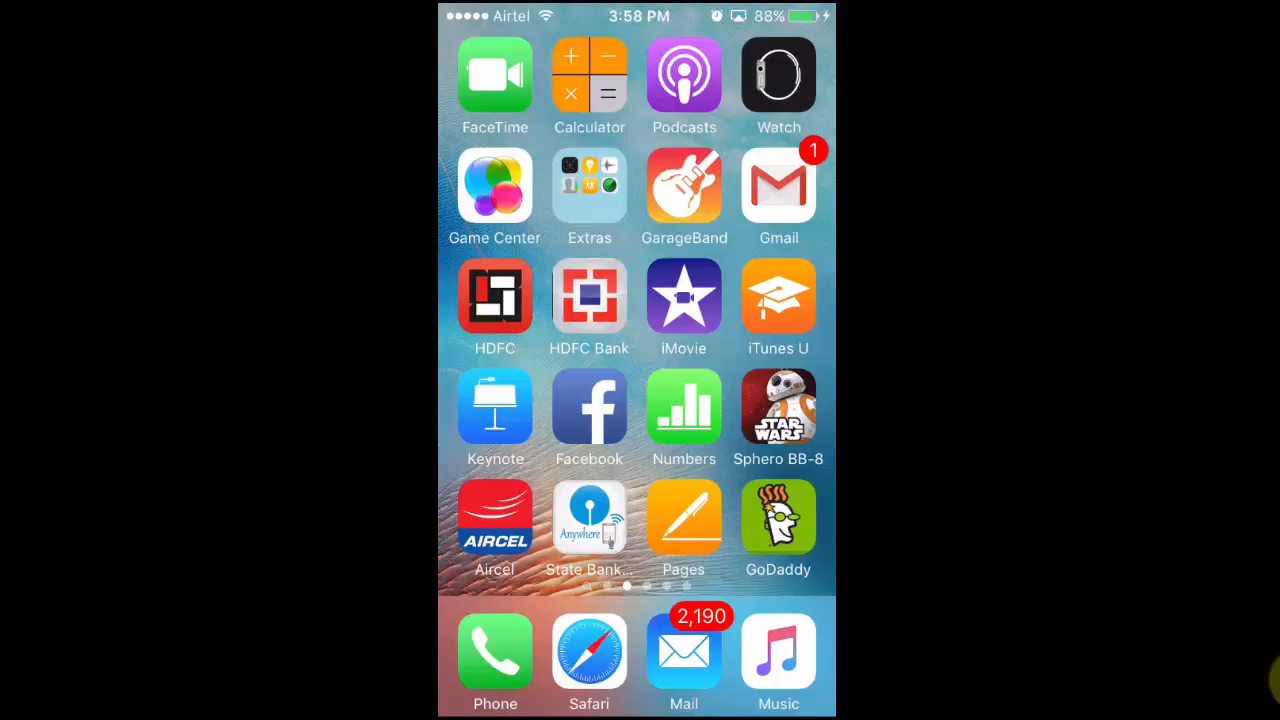 Airtel 3:58 PM 88%
FaceTime Calculator Podcasts Watch
1
Game Center Extras GarageBand Gmail
HDFC HDFC Bank iMovie iTunes U
STAR
WARS
Keynote Facebook Numbers Sphero BB-8
Anywhere
AIRCEL
Aircel State Bank... Pages GoDaddy
2,190
Phone Safari Mail Music